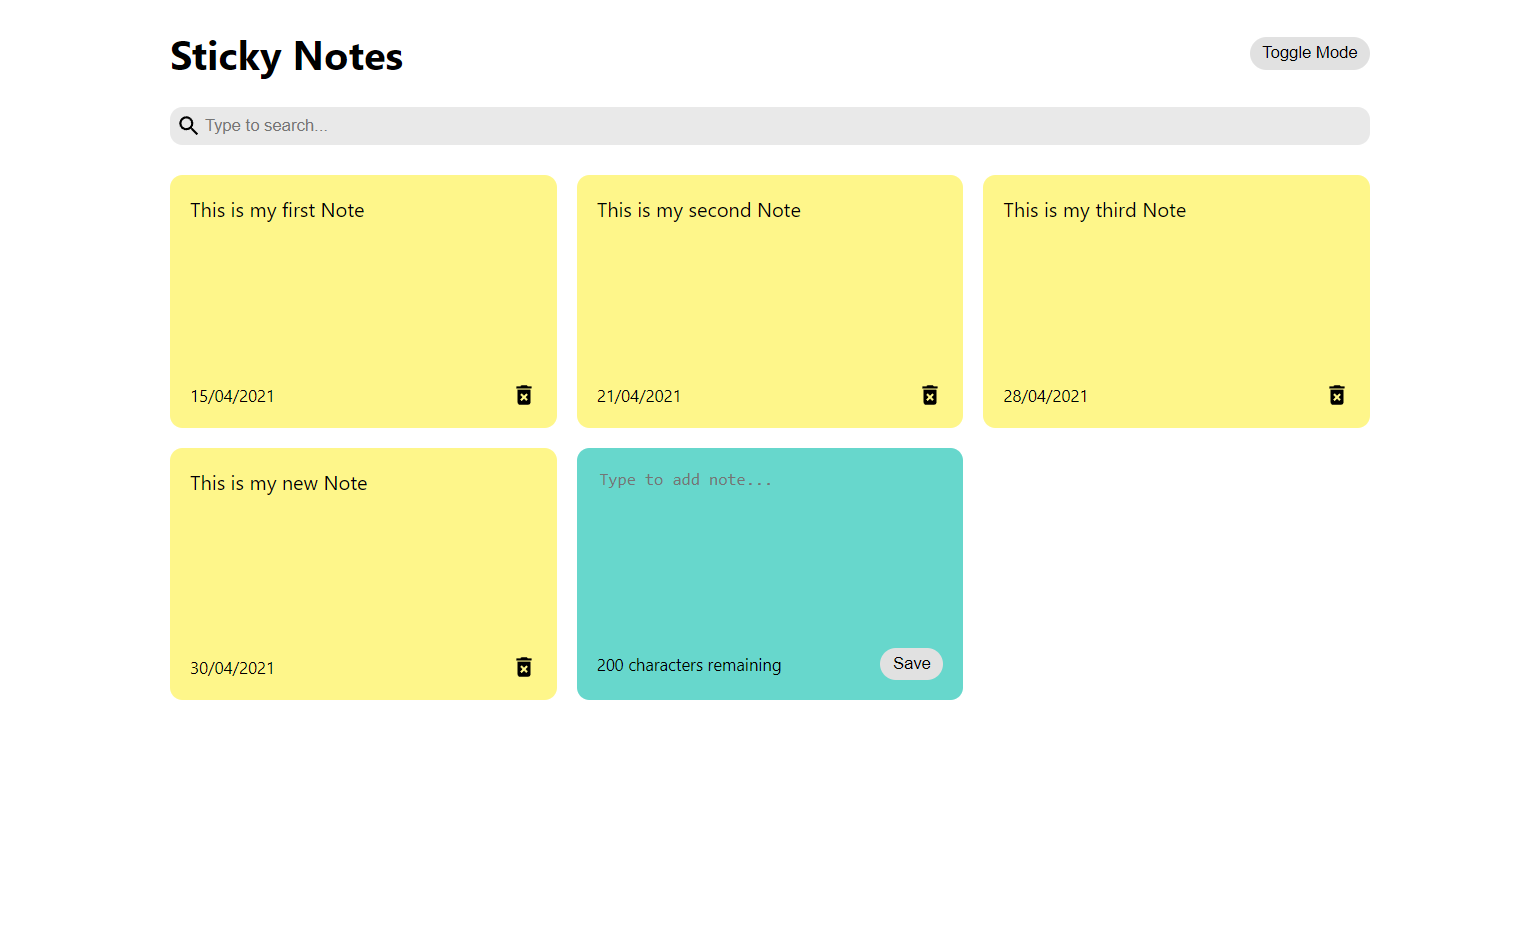 Sticky Notes
Toggle Mode
Type to search...
This is my first Note
This is my second Note
This is my third Note
15/04/2021
21/04/2021
28/04/2021
This is my new Note
Type to add note...
30/04/2021
200 characters remaining
Save